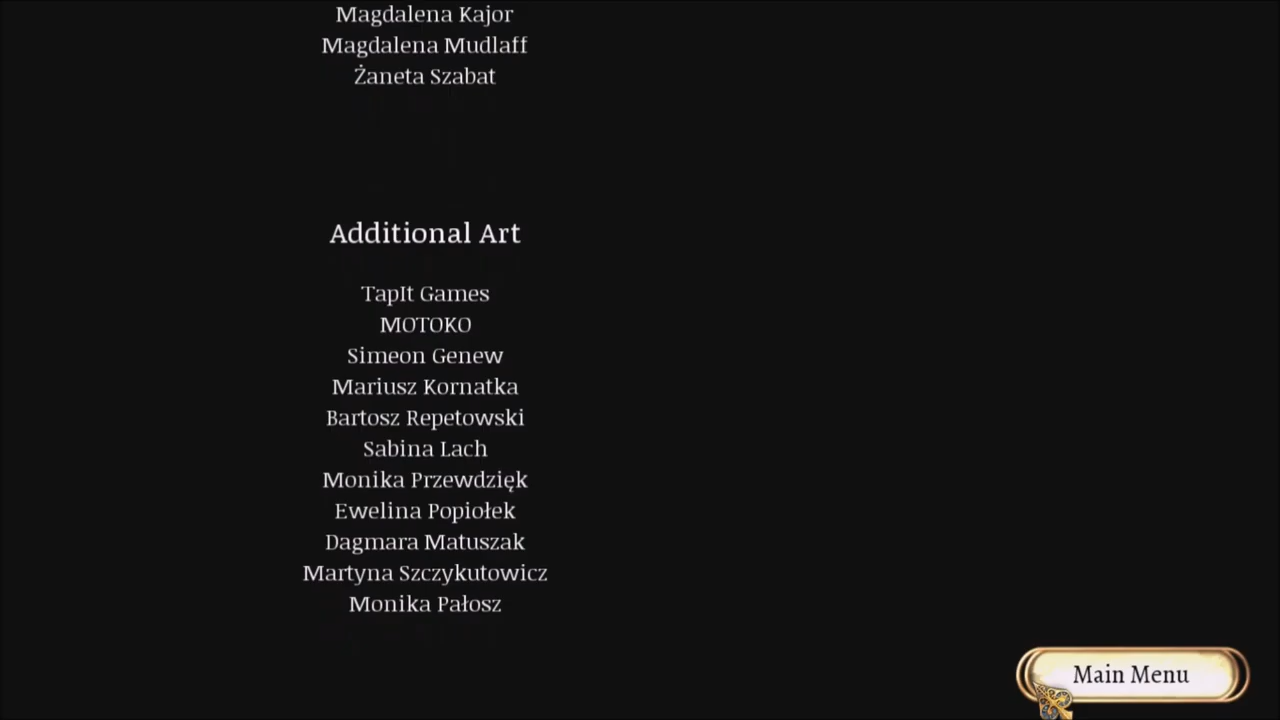 Magdalena Kajor
Magdalena Mudlaff
Żaneta Szabat
Additional Art
TapIt Games
MOTOKO
Simeon Genew
Mariusz Kornatka
Bartosz Repetowski
Sabina Lach
Monika Przewdzięk
Ewelina Popiołek
Dagmara Matuszak
Martyna Szczykutowicz
Monika Pałosz
Main Menu